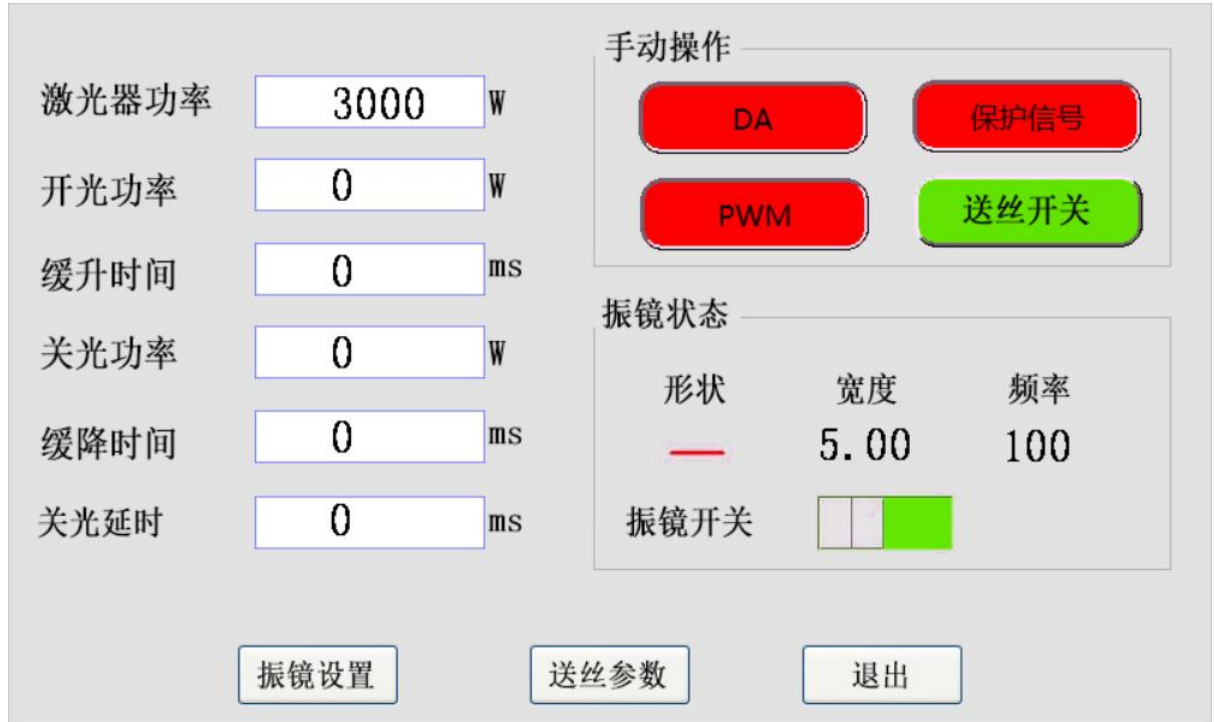 激光器功率 3000 W
开光功率 0 W
缓升时间 0 ms
关光功率 0 W
缓降时间 0 ms
关光延时 0 ms
手动操作
DA 保护信号
PWM 送丝开关
振镜状态
形状 宽度 频率
5.00 100
振镜开关
振镜设置 送丝参数 退出